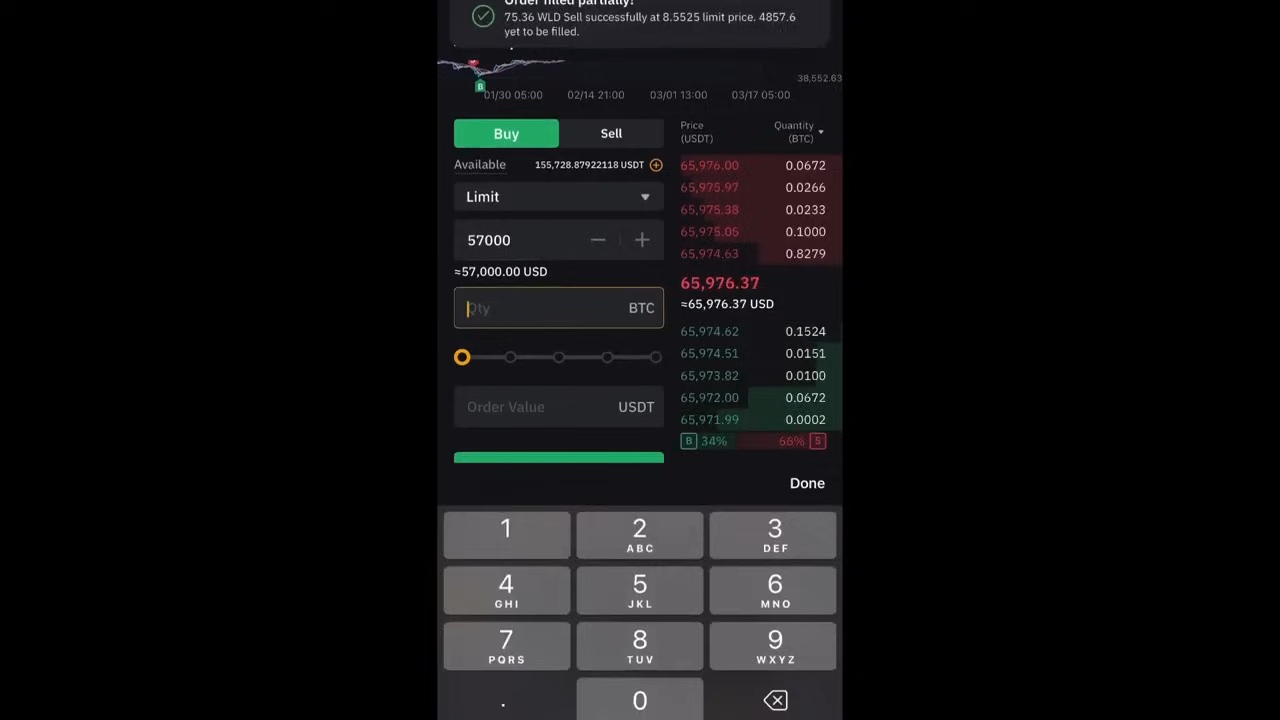 Order filled partially!
75.36 WLD Sell successfully at 8.5525 limit price. 4857.6
yet to be filled.
38,552.63
01/30 05:00 02/14 21:00 03/01 13:00 03/17 05:00
B
Buy Sell
Available 155,728.87922118 USDT
Limit
57000
≈57,000.00 USD
Qty BTC
Order Value USDT
Price Quantity
(USDT) (BTC)
65,976.00 0.0672
65,975.97 0.0266
65,975.38 0.0233
65,975.05 0.1000
65,974.63 0.8279
65,976.37
≈65,976.37 USD
65,974.62 0.1524
65,974.51 0.0151
65,973.82 0.0100
65,972.00 0.0672
65,971.99 0.0002
B 34% 66% S
Done
1 2 3
ABC DEF
4 5 6
GHI JKL MNO
7 8 9
PQRS TUV WXYZ
. 0